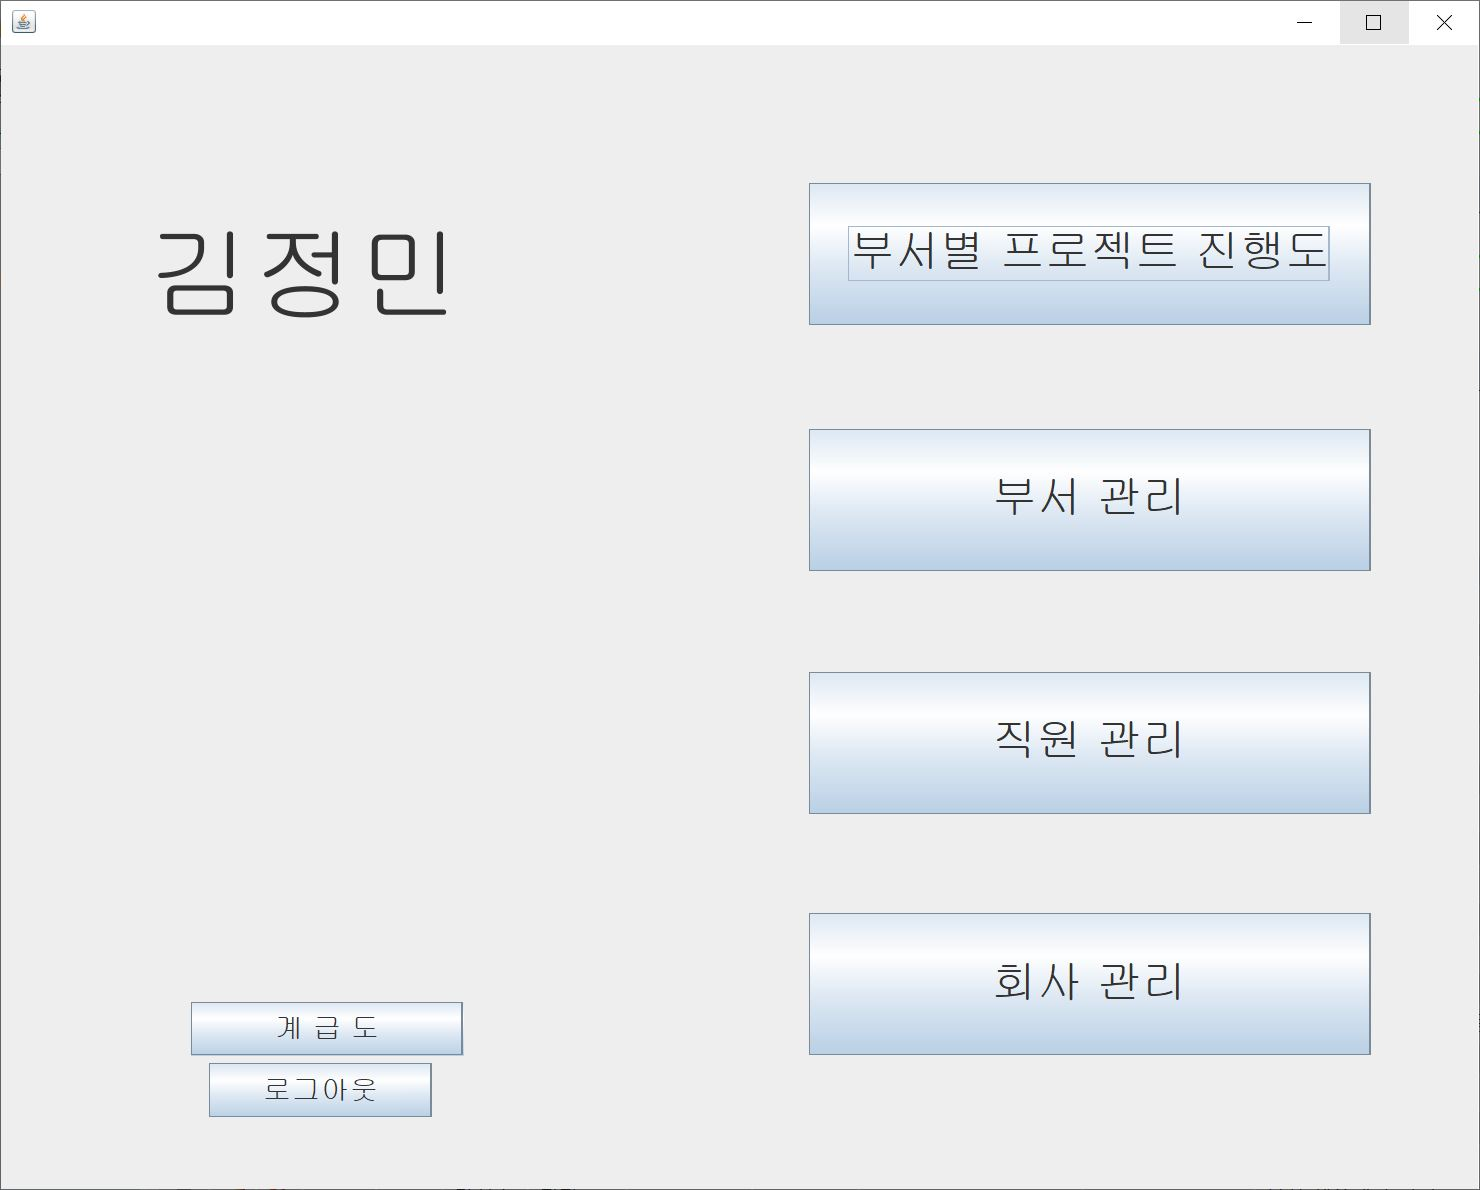 김정민
부서별 프로젝트 진행도
부서 관리
직원 관리
회사 관리
계 급 도
로그아웃